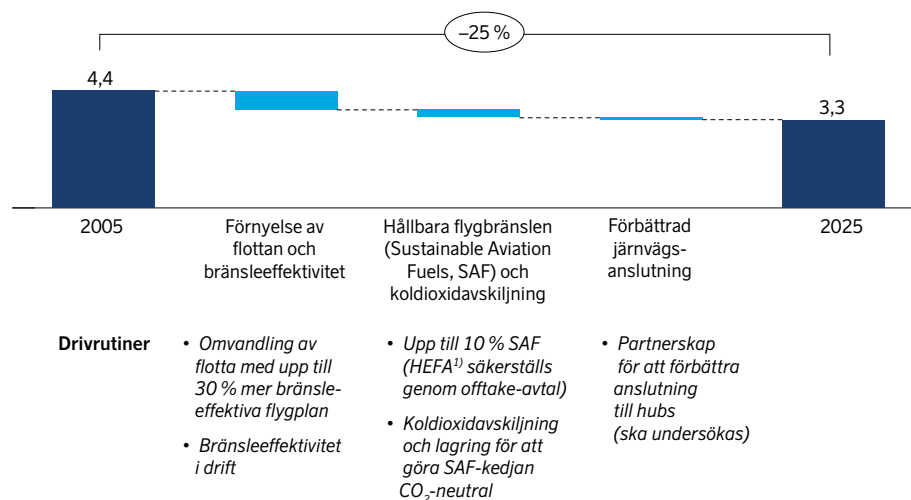 –25 %
4,4
3,3
2005
Förnyelse av
flottan och
bränsleeffektivitet
Hållbara flygbränslen
(Sustainable Aviation
Fuels, SAF) och
koldioxidavskiljning
Förbättrad
järnvägs-
anslutning
2025
Drivrutiner
• Omvandling av
flotta med upp till
30 % mer bränsle-
effektiva flygplan
• Bränsleeffektivitet
i drift
• Upp till 10 % SAF
(HEFA¹⁾ säkerställs
genom offtake-avtal)
• Koldioxidavskiljning
och lagring för att
göra SAF-kedjan
CO₂-neutral
• Partnerskap
för att förbättra
anslutning
till hubs
(ska undersökas)